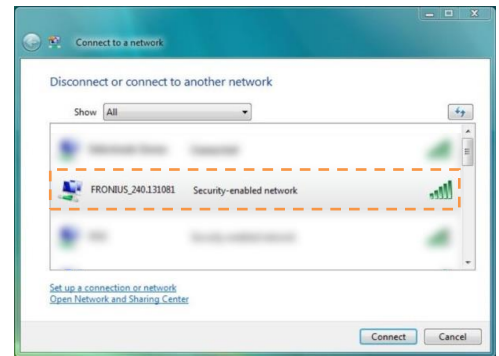 Connect to a network
Disconnect or connect to another network
Show All
FRONIUS_240.131081 Security-enabled network
Set up a connection or network
Open Network and Sharing Center
Connect Cancel